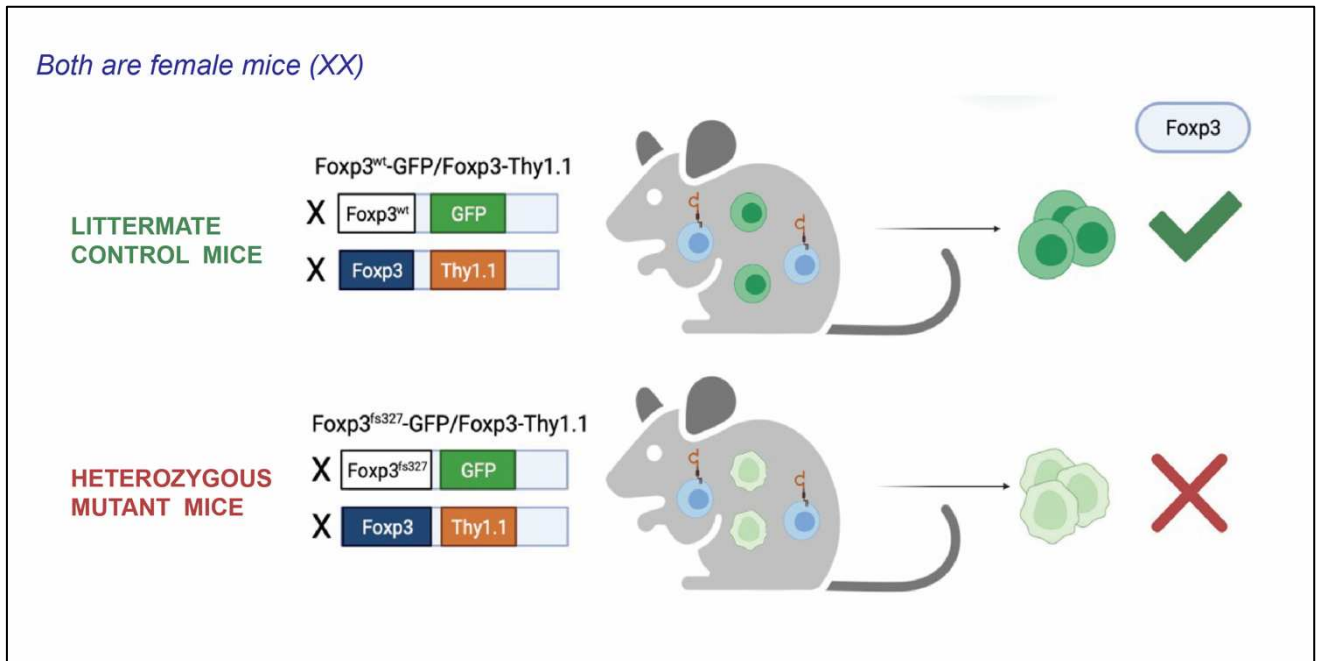 Both are female mice (XX)
Foxp3
Foxp3ʷᵗ-GFP/Foxp3-Thy1.1
LITTERMATE
CONTROL MICE
X Foxp3ʷᵗ GFP
X Foxp3 Thy1.1
Foxp3ᶠˢ³²⁷-GFP/Foxp3-Thy1.1
HETEROZYGOUS
MUTANT MICE
X Foxp3ᶠˢ³²⁷ GFP
X Foxp3 Thy1.1